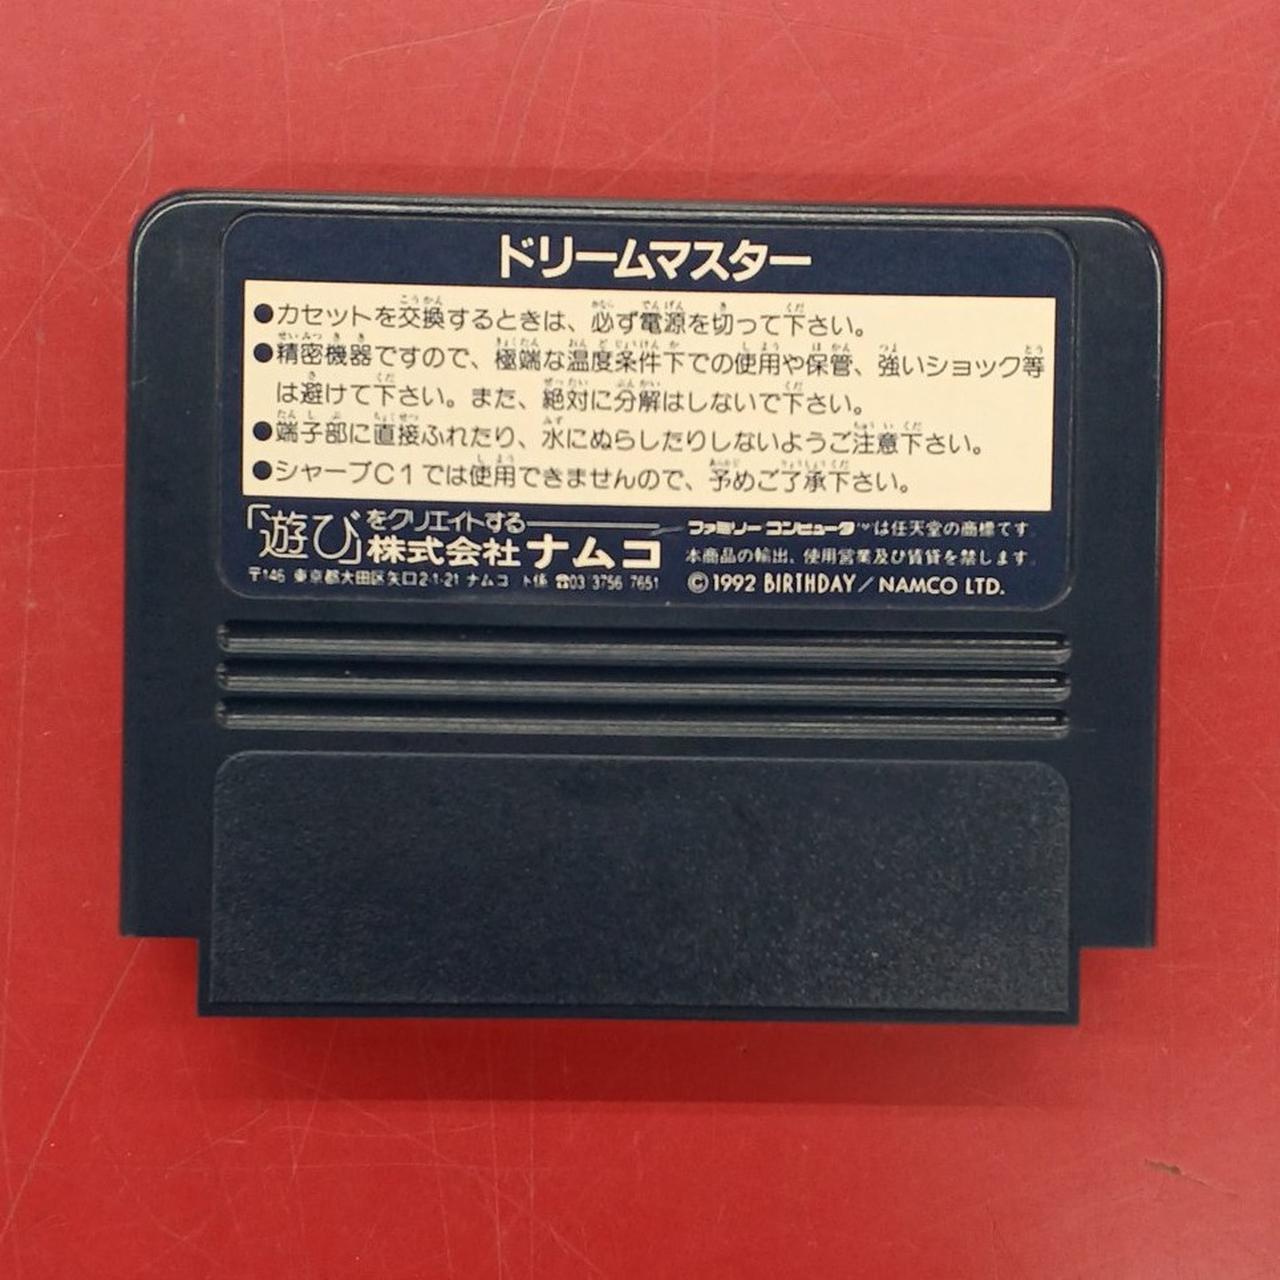 ドリームマスター
●カセットを交換するときは、必ず電源を切って下さい。
●精密機器ですので、極端な温度条件下での使用や保管、強いショック等
は避けて下さい。また、絶対に分解はしないで下さい。
●端子部に直接ふれたり、水にぬらしたりしないようご注意下さい。
●シャープC1では使用できませんので、予めご了承下さい。
「遊び」をクリエイトする
株式会社ナムコ
〒146 東京都大田区矢口2-1-21 ナムコ ト係 ☎03 3756 7651
ファミリーコンピュータ™は任天堂の商標です
本商品の輸出、使用営業及び賃貸を禁します.
©1992 BIRTHDAY/NAMCO LTD.